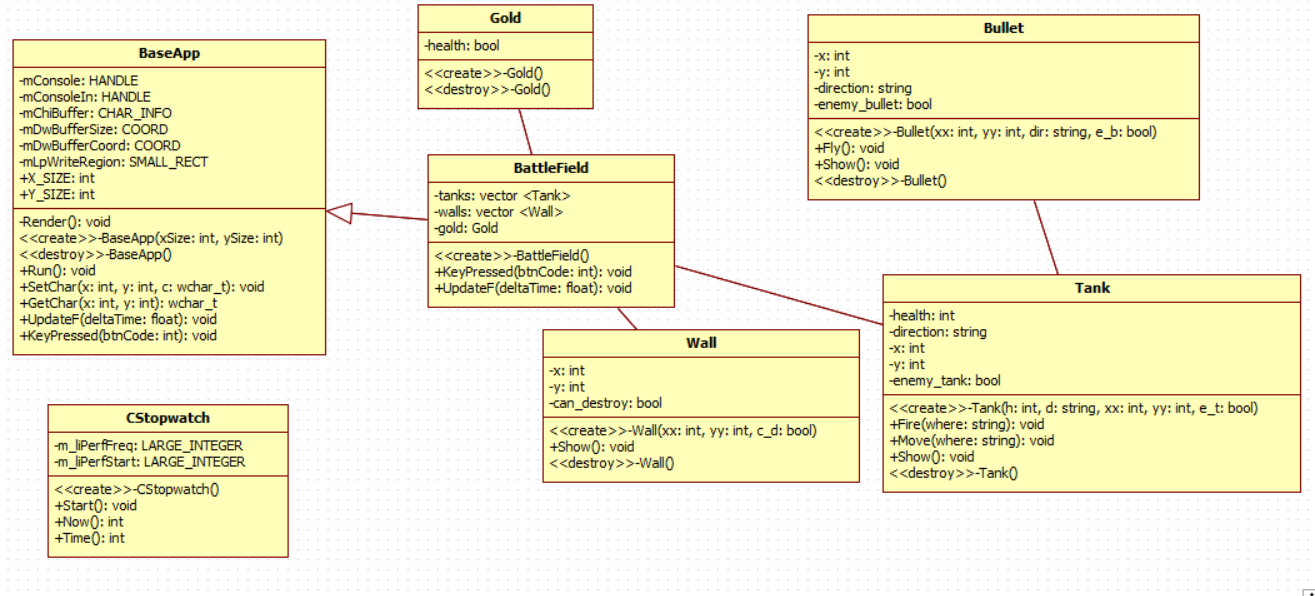 Gold
-health: bool
<<create>>-Gold()
<<destroy>>-Gold()
BaseApp
-mConsole: HANDLE
-mConsoleIn: HANDLE
-mChiBuffer: CHAR_INFO
-mDwBufferSize: COORD
-mDwBufferCoord: COORD
-mLpWriteRegion: SMALL_RECT
+X_SIZE: int
+Y_SIZE: int
-Render(): void
<<create>>-BaseApp(xSize: int, ySize: int)
<<destroy>>-BaseApp()
+Run(): void
+SetChar(x: int, y: int, c: wchar_t): void
+GetChar(x: int, y: int): wchar_t
+UpdateF(deltaTime: float): void
+KeyPressed(btnCode: int): void
Bullet
-x: int
-y: int
-direction: string
-enemy_bullet: bool
<<create>>-Bullet(xx: int, yy: int, dir: string, e_b: bool)
+Fly(): void
+Show(): void
<<destroy>>-Bullet()
BattleField
-tanks: vector <Tank>
-walls: vector <Wall>
-gold: Gold
<<create>>-BattleField()
+KeyPressed(btnCode: int): void
+UpdateF(deltaTime: float): void
Tank
-health: int
-direction: string
-x: int
-y: int
-enemy_tank: bool
<<create>>-Tank(h: int, d: string, xx: int, yy: int, e_t: bool)
+Fire(where: string): void
+Move(where: string): void
+Show(): void
<<destroy>>-Tank()
Wall
-x: int
-y: int
-can_destroy: bool
<<create>>-Wall(xx: int, yy: int, c_d: bool)
+Show(): void
<<destroy>>-Wall()
CStopwatch
-m_liPerfFreq: LARGE_INTEGER
-m_liPerfStart: LARGE_INTEGER
<<create>>-CStopwatch()
+Start(): void
+Now(): int
+Time(): int